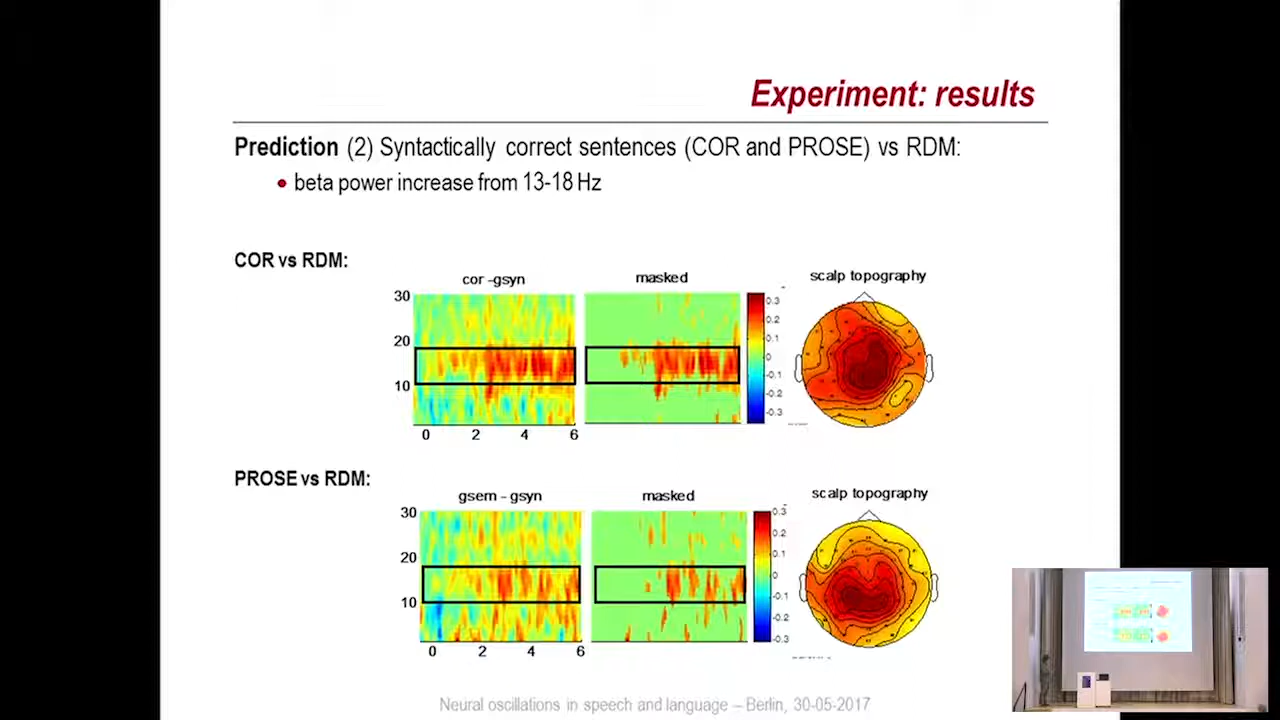 Experiment: results
Prediction (2) Syntactically correct sentences (COR and PROSE) vs RDM:
• beta power increase from 13-18 Hz
COR vs RDM:
cor -gsyn
masked
scalp topography
30
20
10
0 2 4 6
0.3
0.2
0.1
0
-0.1
-0.2
-0.3
PROSE vs RDM:
gsem - gsyn
masked
scalp topography
30
20
10
0 2 4 6
0.3
0.2
0.1
0
-0.1
-0.2
-0.3
Neural oscillations in speech and language – Berlin, 30-05-2017